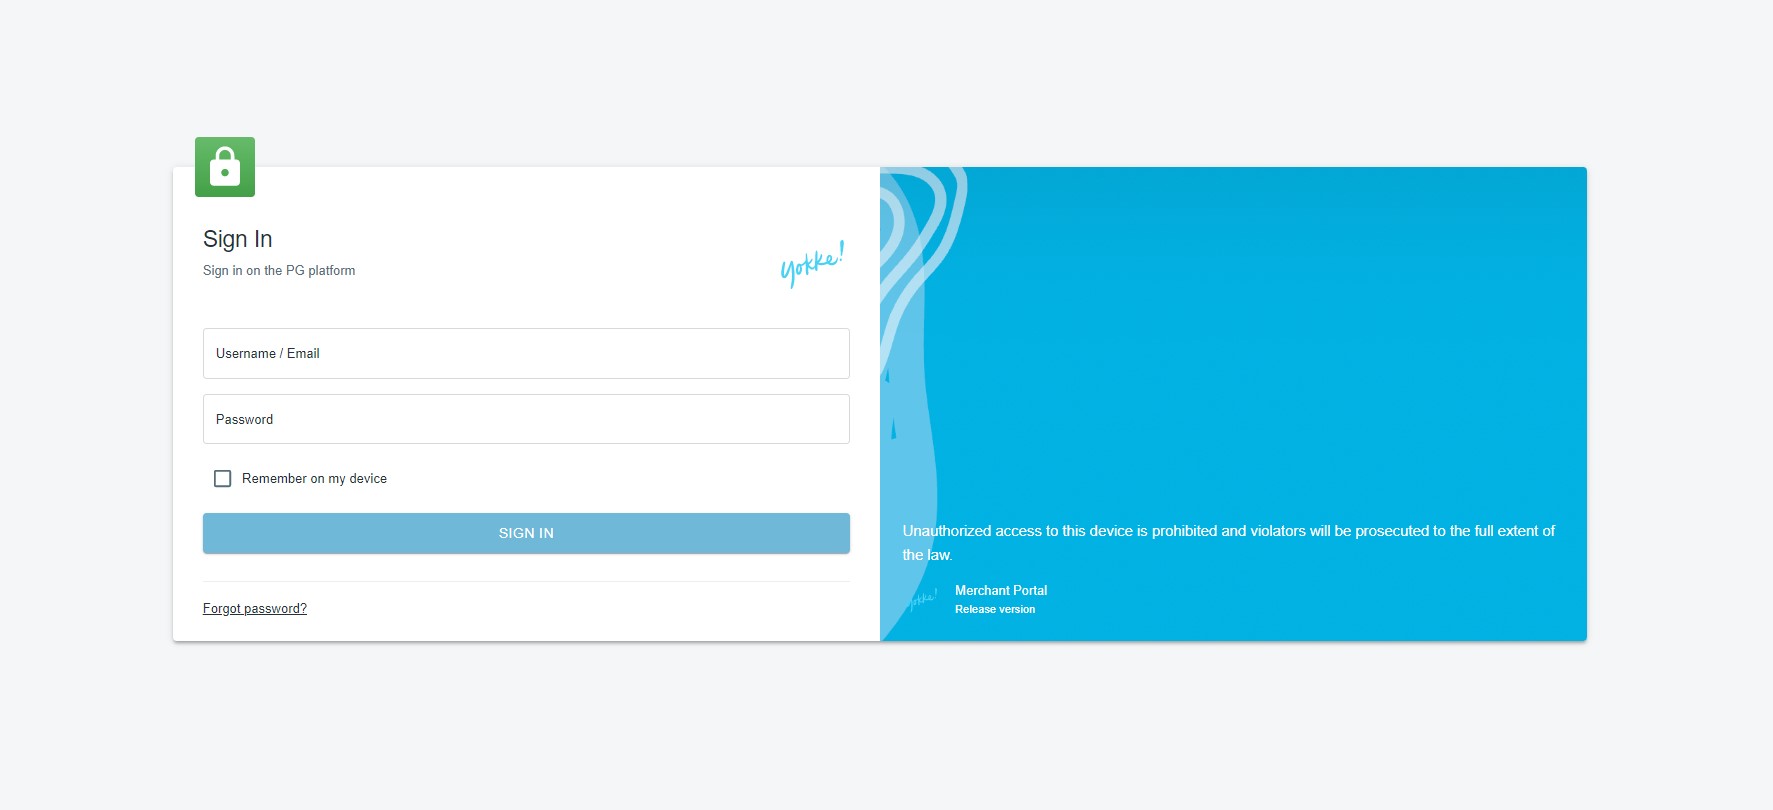 Sign In
Sign in on the PG platform
yokke!
Username / Email
Password
Remember on my device
SIGN IN
Forgot password?
Unauthorized access to this device is prohibited and violators will be prosecuted to the full extent of
the law.
yokke!
Merchant Portal
Release version